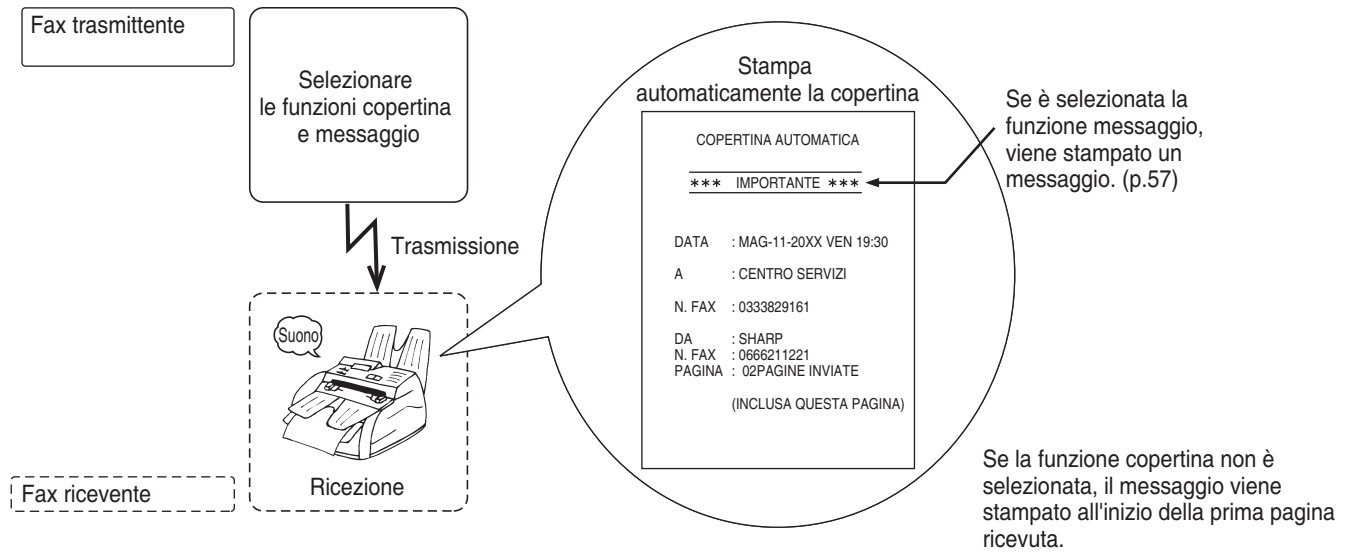 Fax trasmittente
Selezionare
le funzioni copertina
e messaggio
Trasmissione
Suono
Ricezione
Fax ricevente
Stampa
automaticamente la copertina
COPERTINA AUTOMATICA
*** IMPORTANTE ***
DATA : MAG-11-20XX VEN 19:30
A : CENTRO SERVIZI
N. FAX : 0333829161
DA : SHARP
N. FAX : 0666211221
PAGINA : 02PAGINE INVIATE
(INCLUSA QUESTA PAGINA)
Se è selezionata la
funzione messaggio,
viene stampato un
messaggio. (p.57)
Se la funzione copertina non è
selezionata, il messaggio viene
stampato all'inizio della prima pagina
ricevuta.